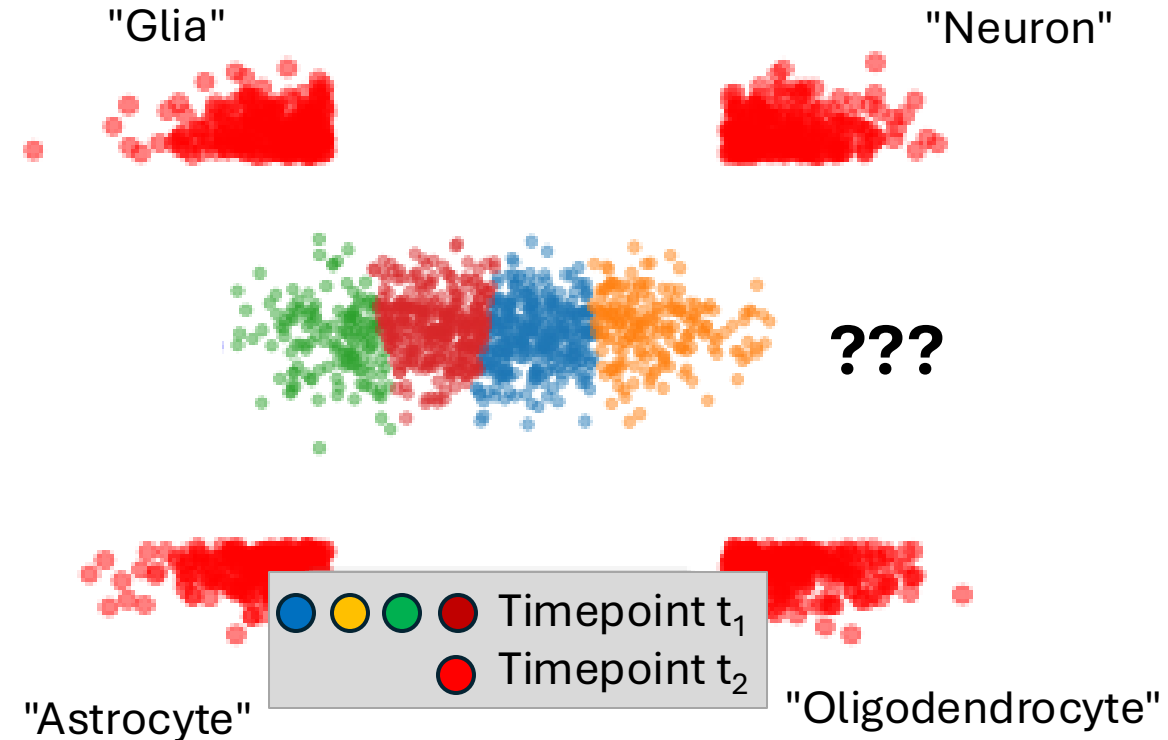 "Glia"
"Neuron"
???
Timepoint t₁
Timepoint t₂
"Astrocyte"
"Oligodendrocyte"